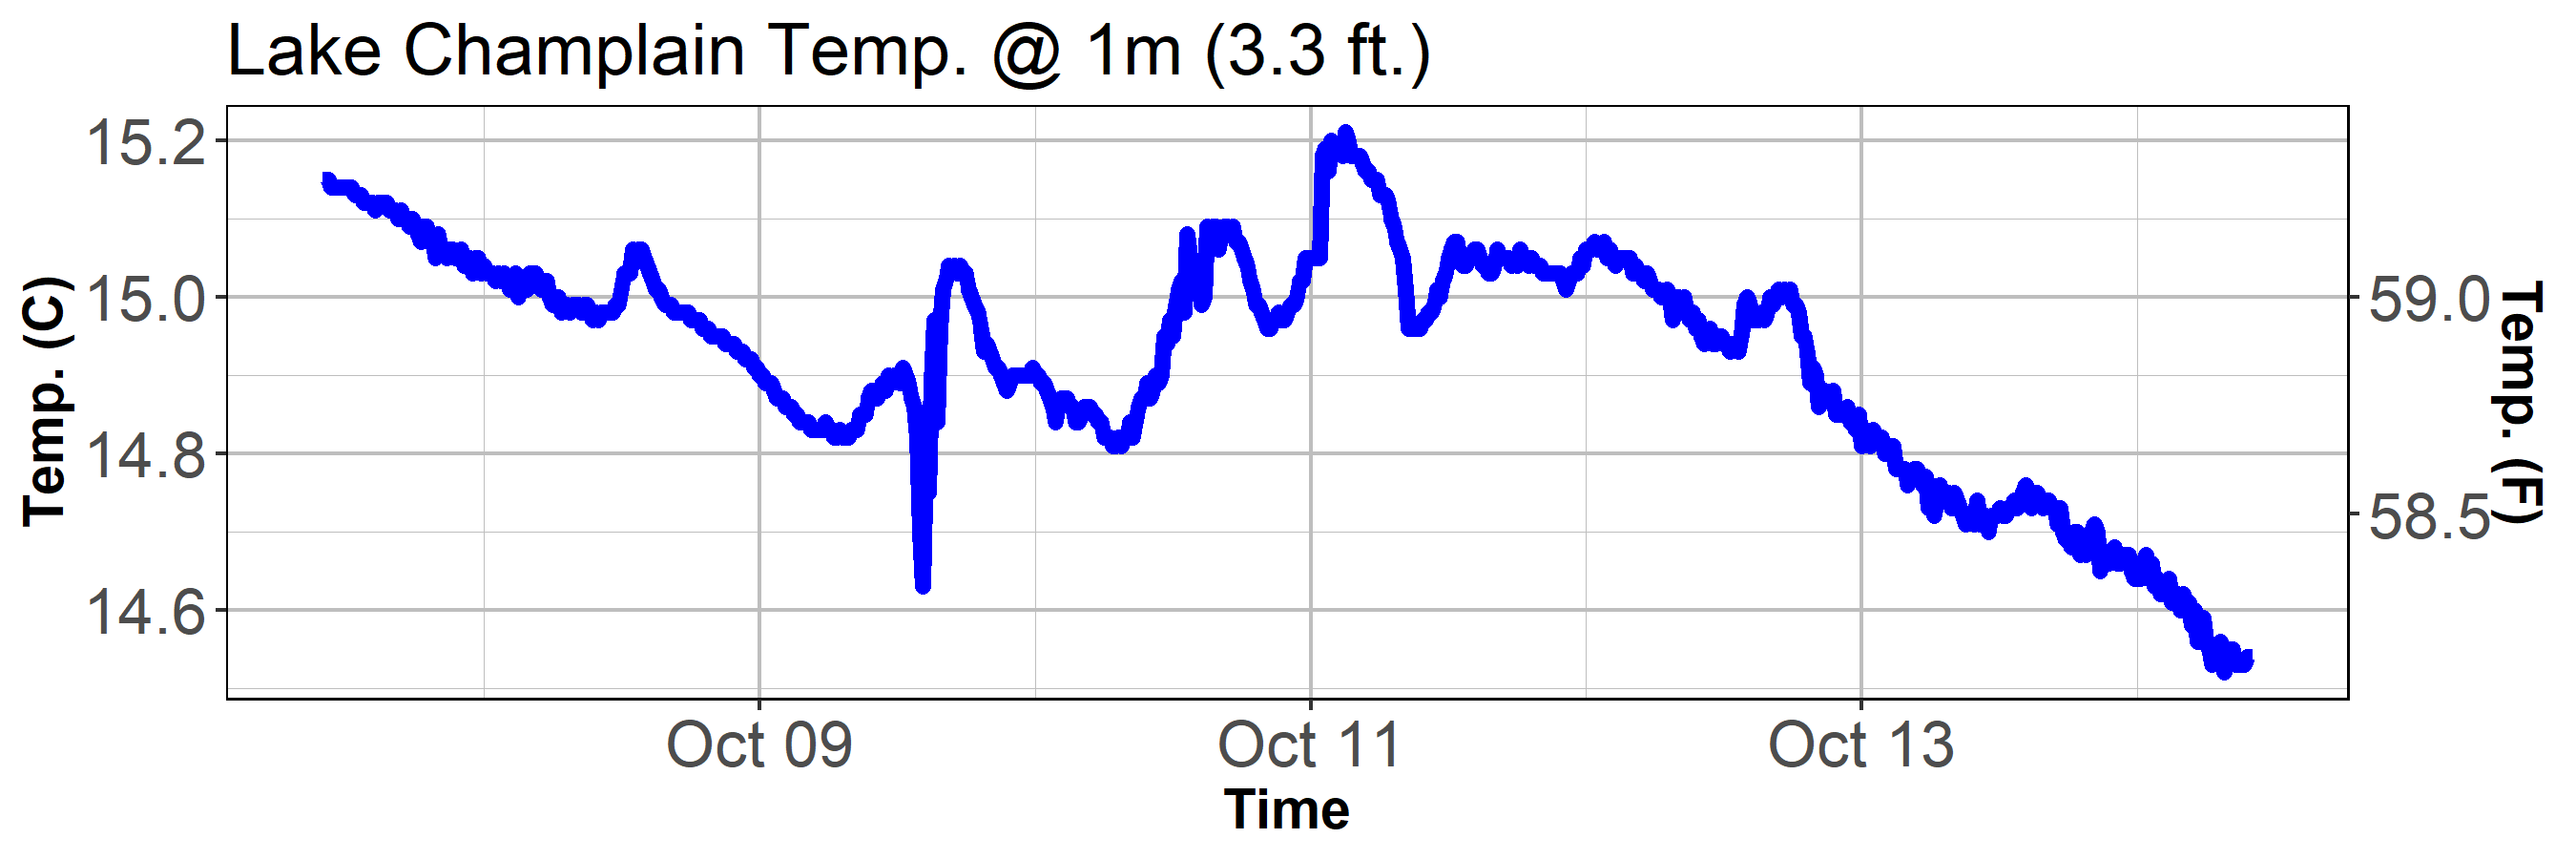 Lake Champlain Temp. @ 1m (3.3 ft.)
Temp. (C)
15.2
15.0
14.8
14.6
59.0
58.5
Temp. (F)
Oct 09 Oct 11 Oct 13
Time